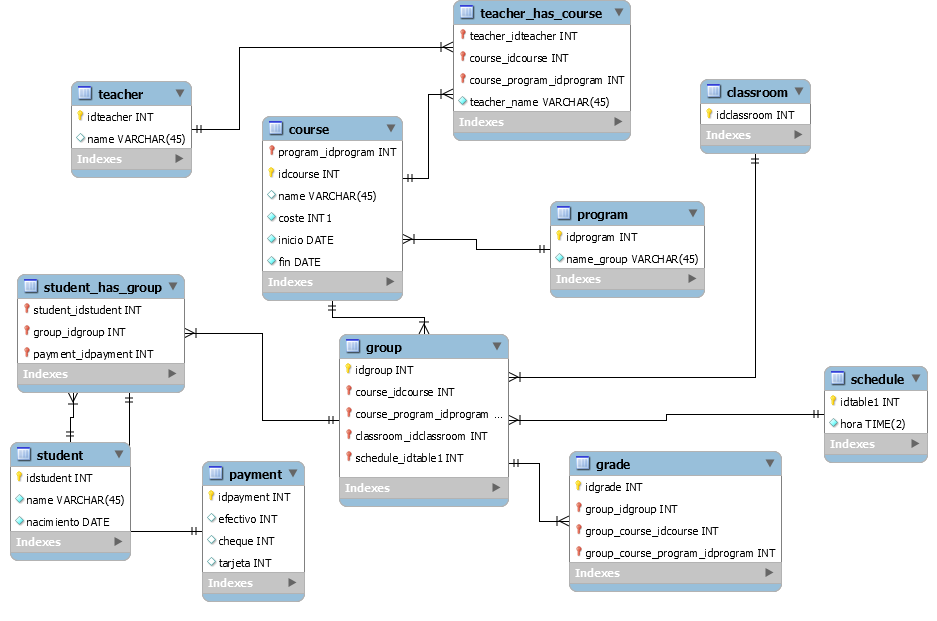 teacher_has_course
teacher_idteacher INT
course_idcourse INT
course_program_idprogram INT
teacher_name VARCHAR(45)
Indexes
teacher
idteacher INT
name VARCHAR(45)
Indexes
classroom
idclassroom INT
Indexes
course
program_idprogram INT
idcourse INT
name VARCHAR(45)
coste INT1
inicio DATE
fin DATE
Indexes
program
idprogram INT
name_group VARCHAR(45)
Indexes
student_has_group
student_idstudent INT
group_idgroup INT
payment_idpayment INT
Indexes
group
idgroup INT
course_idcourse INT
course_program_idprogram ...
classroom_idclassroom INT
schedule_idtable1 INT
Indexes
schedule
idtable1 INT
hora TIME(2)
Indexes
student
idstudent INT
name VARCHAR(45)
nacimiento DATE
Indexes
payment
idpayment INT
efectivo INT
cheque INT
tarjeta INT
Indexes
grade
idgrade INT
group_idgroup INT
group_course_idcourse INT
group_course_program_idprogram INT
Indexes